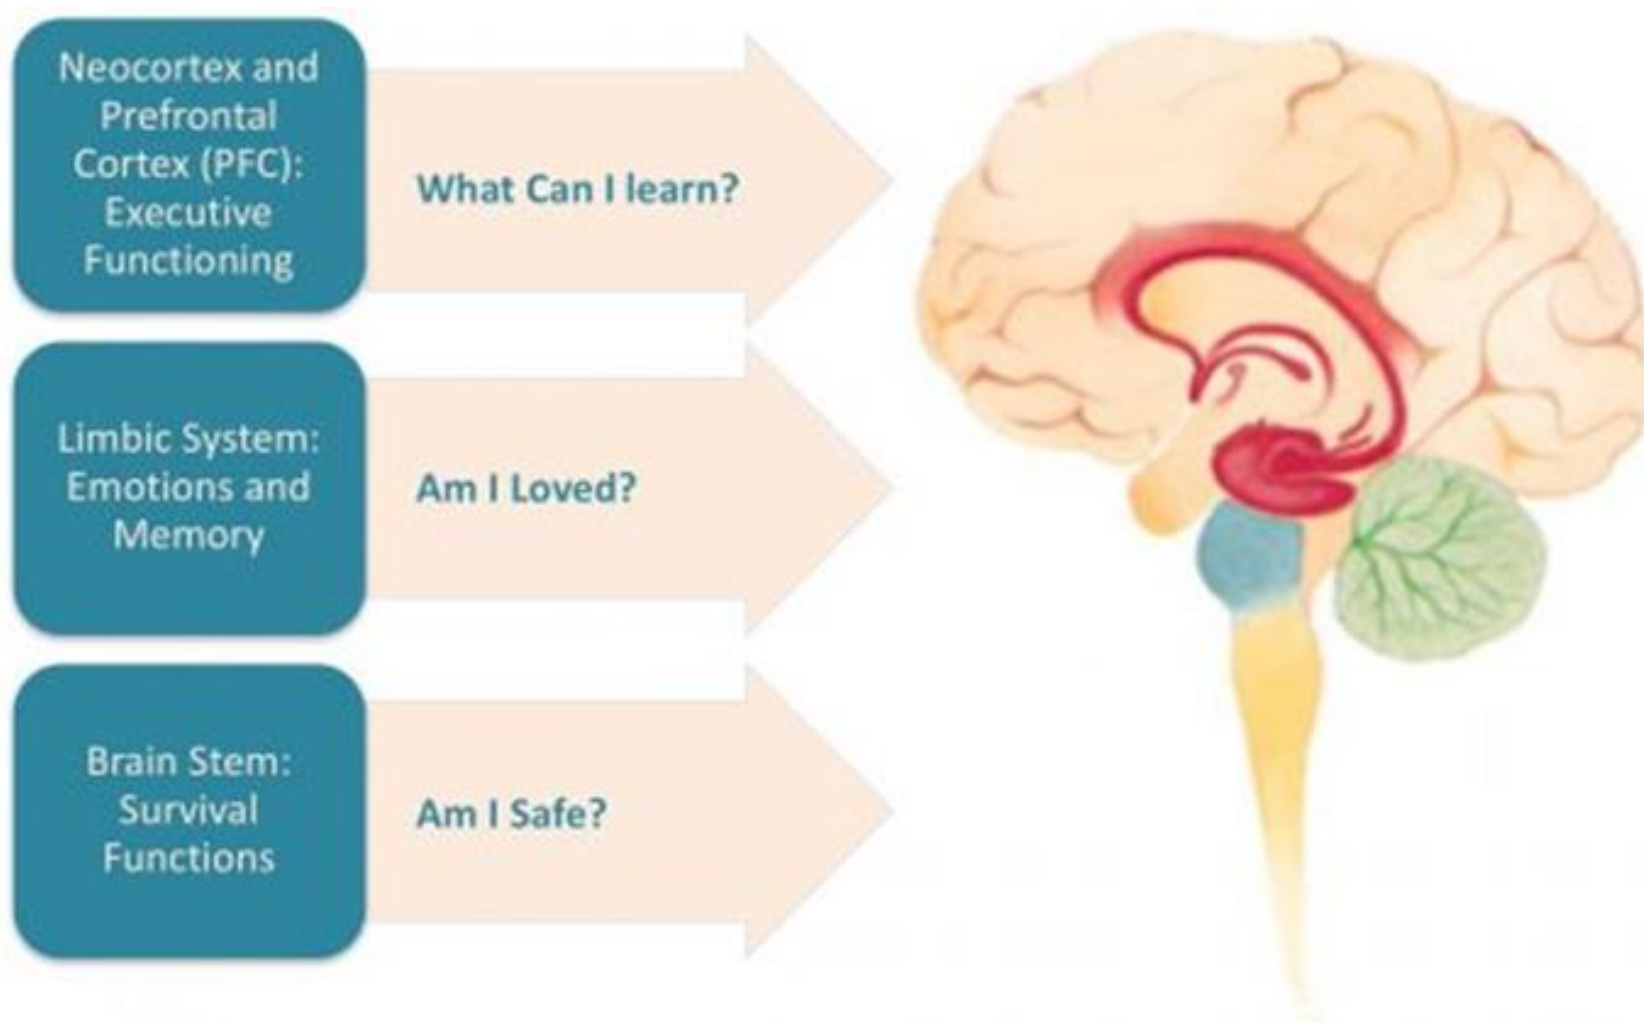 Neocortex and
Prefrontal
Cortex (PFC):
Executive
Functioning
What Can I learn?
Limbic System:
Emotions and
Memory
Am I Loved?
Brain Stem:
Survival
Functions
Am I Safe?